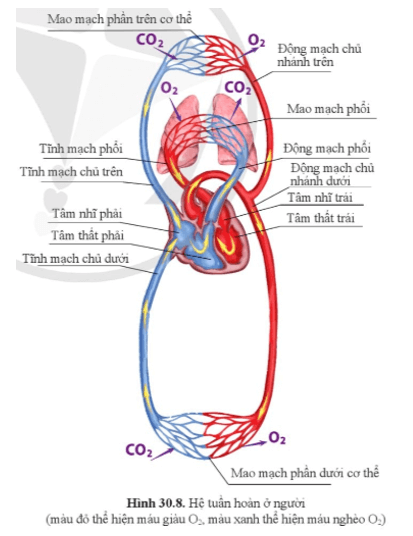 Mao mạch phần trên cơ thể
CO₂
O₂
Động mạch chủ
nhánh trên
O₂
CO₂
Mao mạch phổi
Tĩnh mạch phổi
Động mạch phổi
Tĩnh mạch chủ trên
Động mạch chủ
nhánh dưới
Tâm nhĩ phải
Tâm nhĩ trái
Tâm thất phải
Tâm thất trái
Tĩnh mạch chủ dưới
CO₂
O₂
Mao mạch phần dưới cơ thể
Hình 30.8. Hệ tuần hoàn ở người
(màu đỏ thể hiện máu giàu O₂, màu xanh thể hiện máu nghèo O₂)